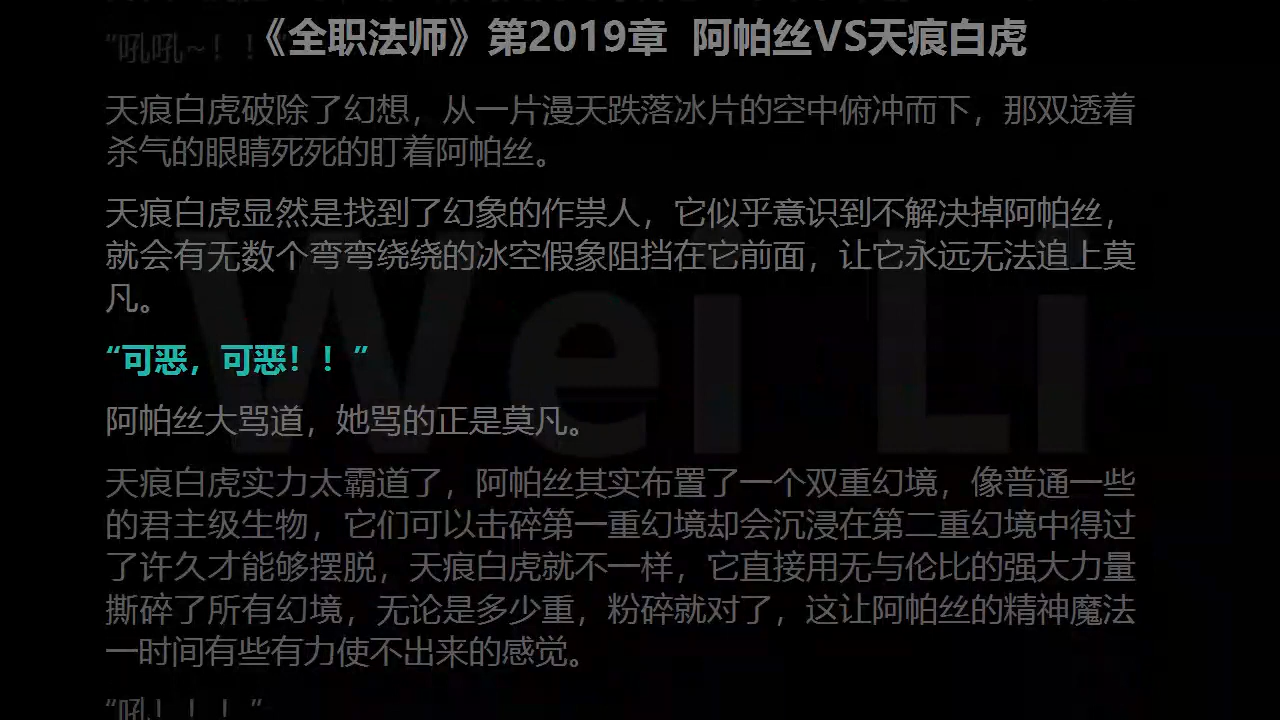 《全职法师》第2019章 阿帕丝VS天痕白虎
“吼吼~！！”
天痕白虎破除了幻想，从一片漫天跌落冰片的空中俯冲而下，那双透着
杀气的眼睛死死的盯着阿帕丝。
天痕白虎显然是找到了幻象的作祟人，它似乎意识到不解决掉阿帕丝，
就会有无数个弯弯绕绕的冰空假象阻挡在它前面，让它永远无法追上莫
凡。
“可恶，可恶！！”
阿帕丝大骂道，她骂的正是莫凡。
天痕白虎实力太霸道了，阿帕丝其实布置了一个双重幻境，像普通一些
的君主级生物，它们可以击碎第一重幻境却会沉浸在第二重幻境中得过
了许久才能够摆脱，天痕白虎就不一样，它直接用无与伦比的强大力量
撕碎了所有幻境，无论是多少重，粉碎就对了，这让阿帕丝的精神魔法
一时间有些有力使不出来的感觉。
“吼！！！”
Wei Li